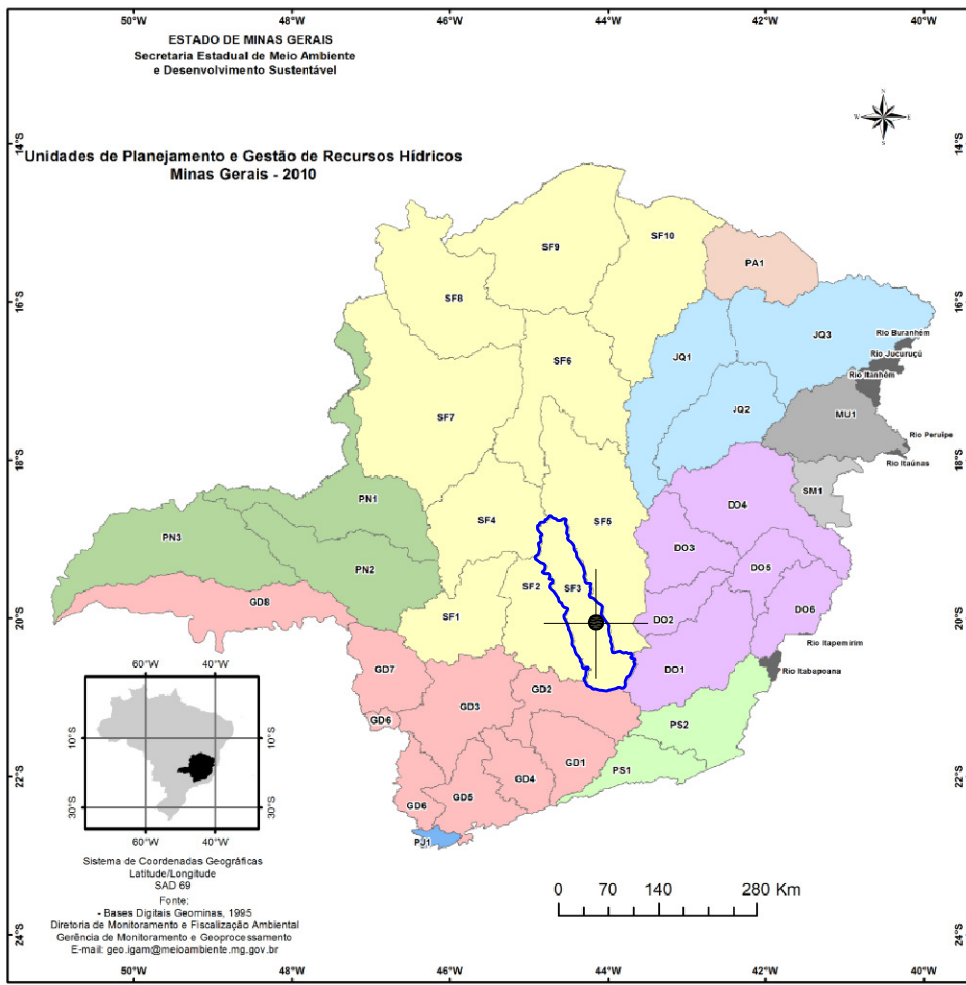 50°W 48°W 46°W 44°W 42°W 40°W
ESTADO DE MINAS GERAIS
Secretaria Estadual de Meio Ambiente
e Desenvolvimento Sustentável
N
W E
S
14°S 14°S
Unidades de Planejamento e Gestão de Recursos Hídricos
Minas Gerais - 2010
SF9
SF10
PA1
SF8
16°S 16°S
JQ3
Rio Buranhém
JQ1
Rio Jucuruçú
SF6
Rio Itanhém
JQ2
SF7
MU1
Rio Peruípe
18°S 18°S
Rio Itaúnas
PN1
SM1
DO4
SF4
SF5
PN3
DO3
PN2
DO5
SF2
SF3
GD8
DO6
SF1
DO2
20°S 20°S
Rio Itapemirim
60°W 40°W
GD7
DO1
Rio Itabapoana
GD2
GD3
GD6
PS2
10°S 10°S
GD1
PS1
GD4
22°S 22°S
GD6
GD5
30°S 30°S
60°W 40°W
PJ1
Sistema de Coordenadas Geográficas
Latitude/Longitude
SAD 69
0 70 140 280 Km
Fonte:
- Bases Digitais Geominas, 1995
Diretoria de Monitoramento e Fiscalização Ambiental
Gerência de Monitoramento e Geoprocessamento
E-mail: geo.igam@meioambiente.mg.gov.br
24°S 24°S
50°W 48°W 46°W 44°W 42°W 40°W